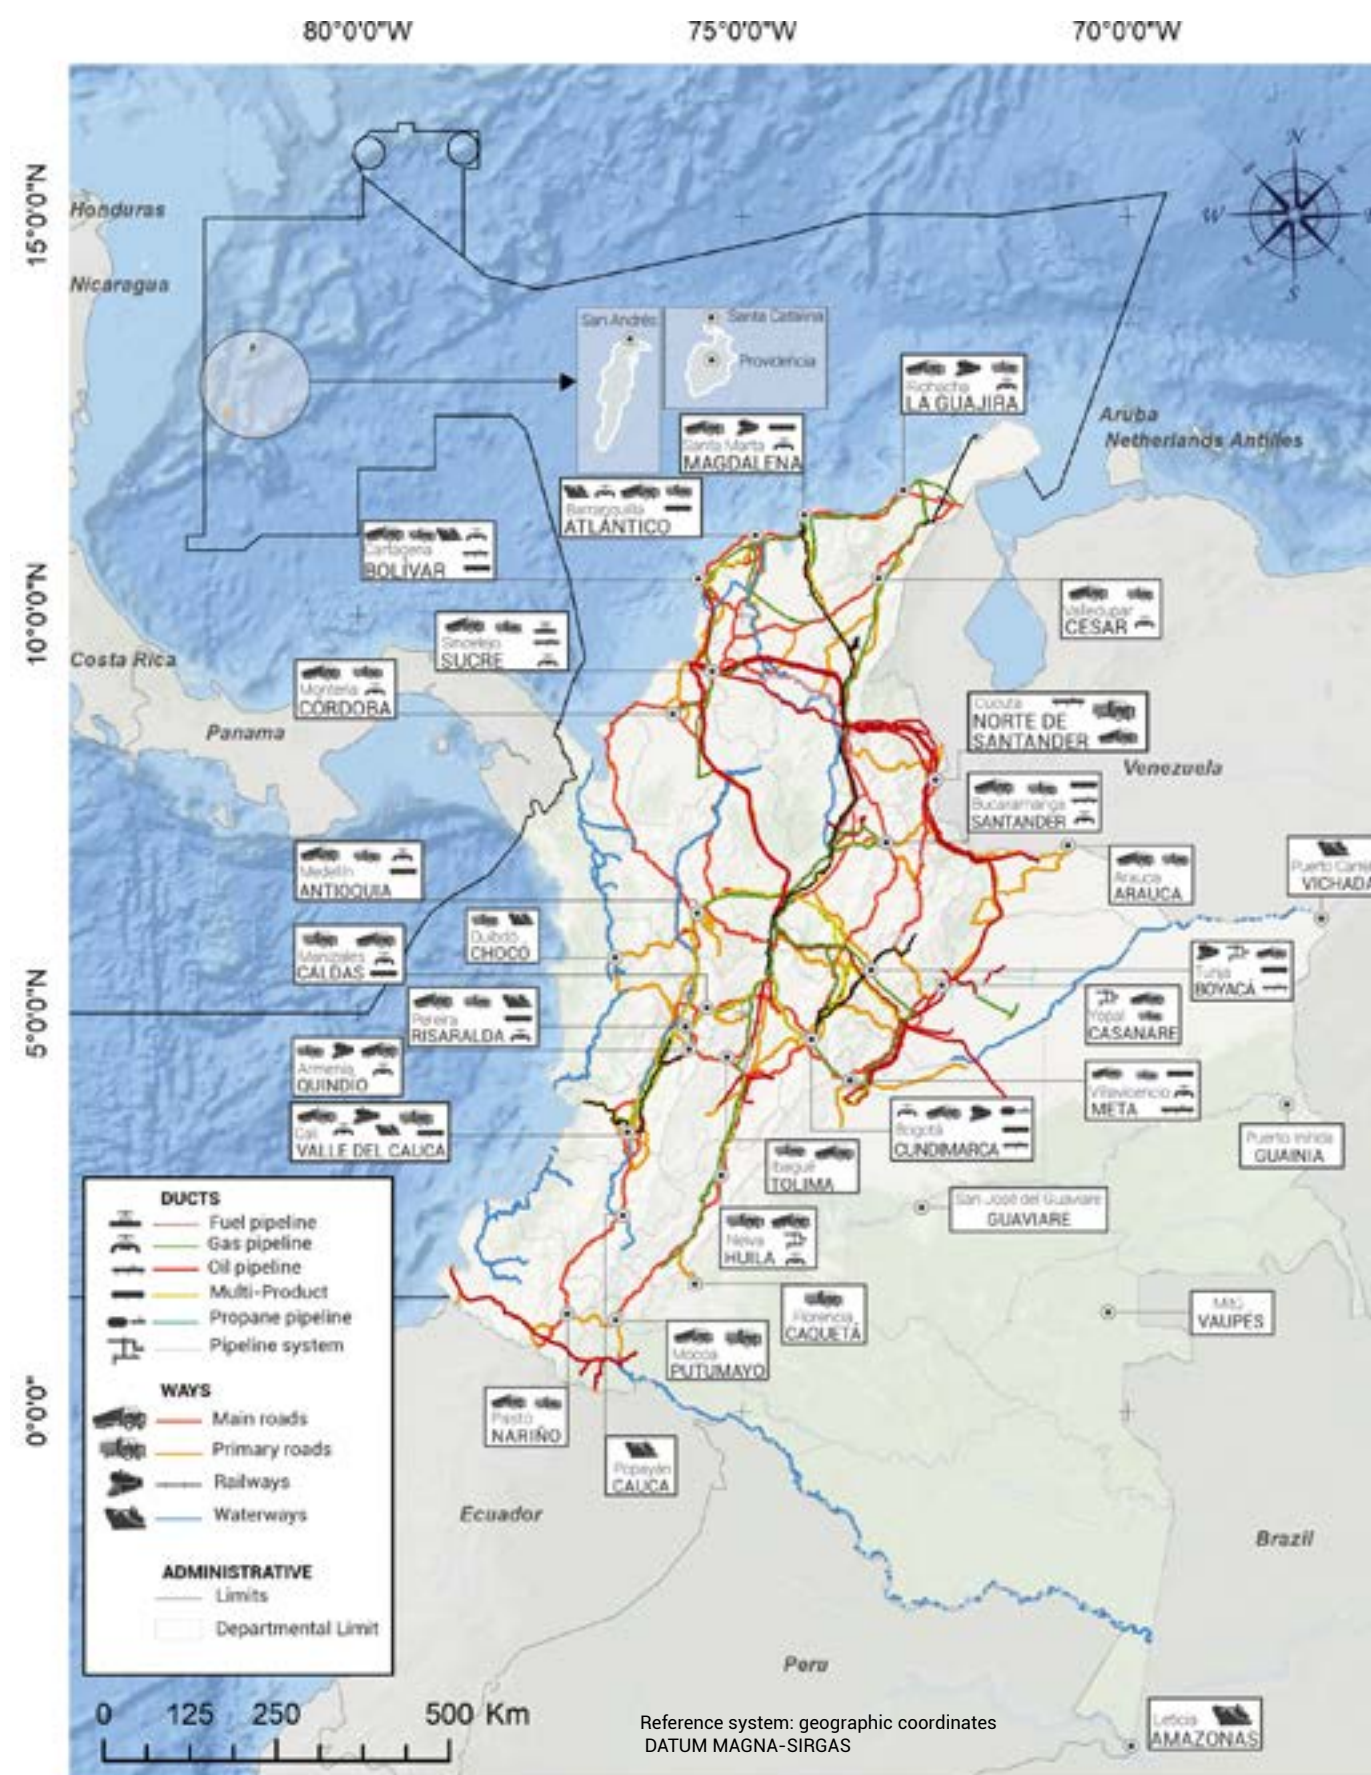 80°0'0"W
75°0'0"W
70°0'0"W
15°0'0"N
10°0'0"N
5°0'0"N
0°0'0"
N
W
S
Honduras
Nicaragua
San Andrés
Santa Catalina
Providencia
Riohacha
LA GUAJIRA
Aruba
Netherlands Antilles
Santa Marta
MAGDALENA
Barranquilla
ATLÁNTICO
Cartagena
BOLÍVAR
Valledupar
CESAR
Sincelejo
SUCRE
Costa Rica
Montería
CÓRDOBA
Panama
Cúcuta
NORTE DE
SANTANDER
Venezuela
Bucaramanga
SANTANDER
Medellín
ANTIOQUIA
Arauca
ARAUCA
VICHADA
Quibdó
CHOCÓ
Manizales
CALDAS
Tunja
BOYACÁ
Yopal
CASANARE
Pereira
RISARALDA
Armenia
QUINDÍO
Villavicencio
META
Cali
VALLE DEL CAUCA
Bogotá
CUNDIMARCA
Puerto Inírida
GUAINIA
Ibagué
TOLIMA
San José del Guaviare
GUAVIARE
Neiva
HUILA
Florencia
CAQUETÁ
Mitú
VAUPÉS
Mocoa
PUTUMAYO
Pasto
NARIÑO
Popayán
CAUCA
Ecuador
Brazil
Peru
Leticia
AMAZONAS
DUCTS
Fuel pipeline
Gas pipeline
Oil pipeline
Multi-Product
Propane pipeline
Pipeline system
WAYS
Main roads
Primary roads
Railways
Waterways
ADMINISTRATIVE
Limits
Departmental Limit
0 125 250 500 Km
Reference system: geographic coordinates
DATUM MAGNA-SIRGAS